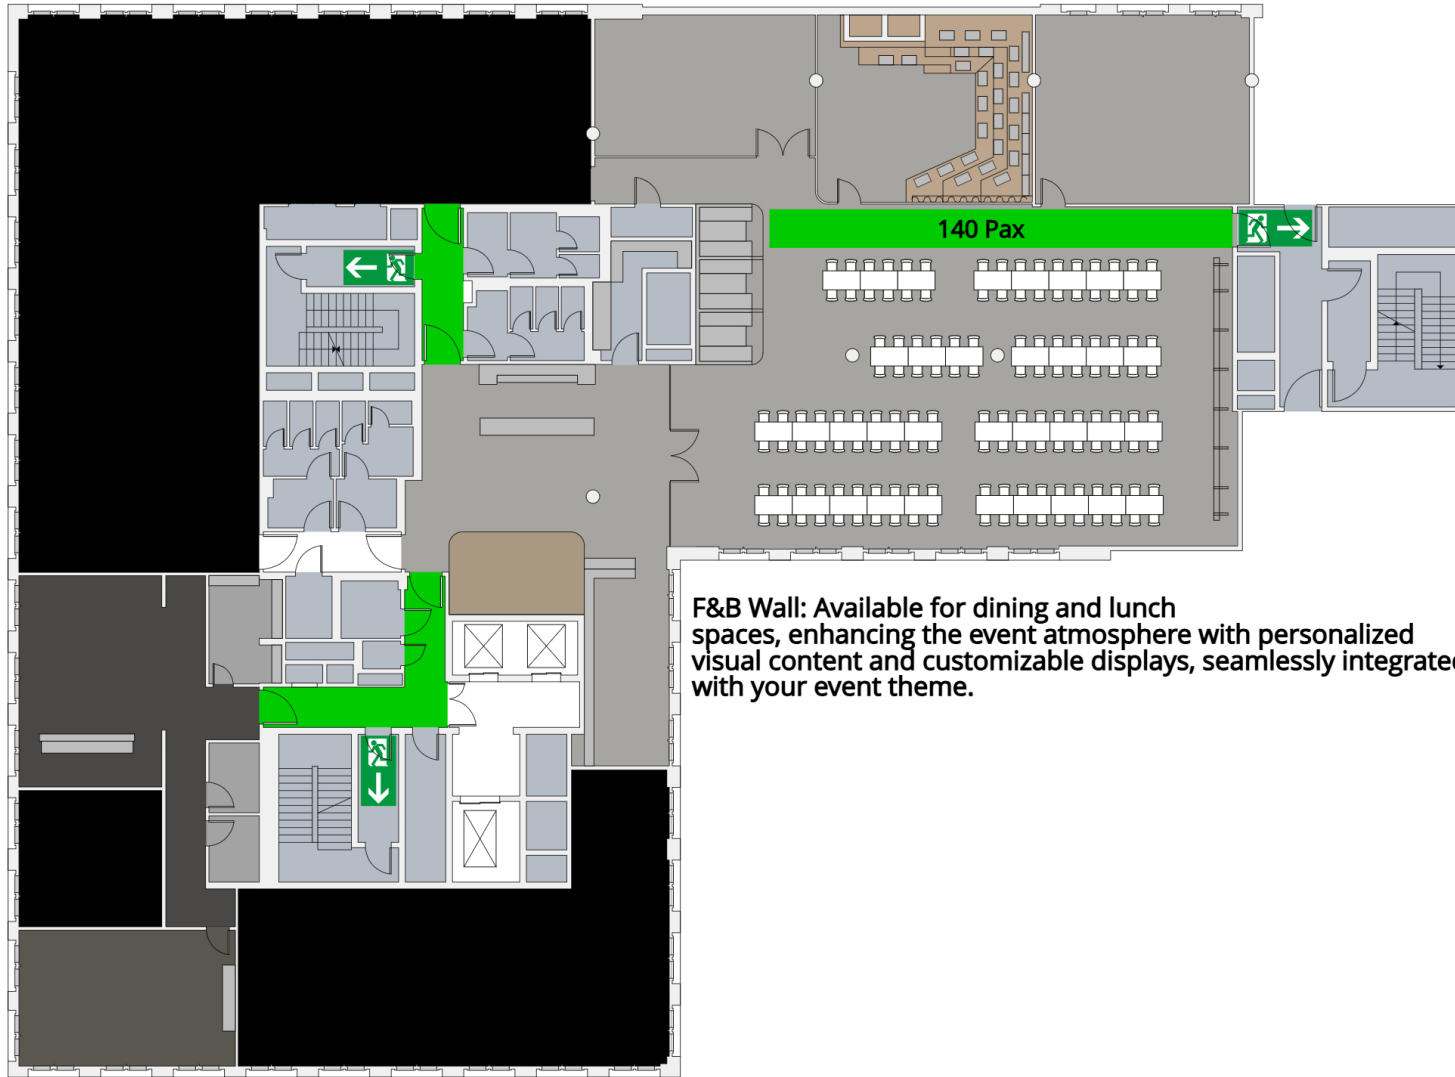 140 Pax
F&B Wall: Available for dining and lunch
spaces, enhancing the event atmosphere with personalized
visual content and customizable displays, seamlessly integrated
with your event theme.